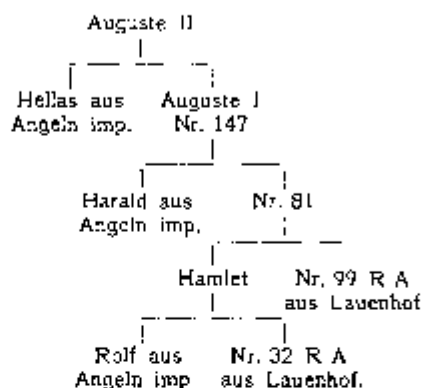 Auguste II
Hellas aus Auguste I
Angeln imp. Nr. 147
Harald aus Nr. 81
Angeln imp.
Hamlet Nr. 99 R A
aus Lauenhof
Rolf aus Nr. 32 R A
Angeln imp aus Lauenhof.